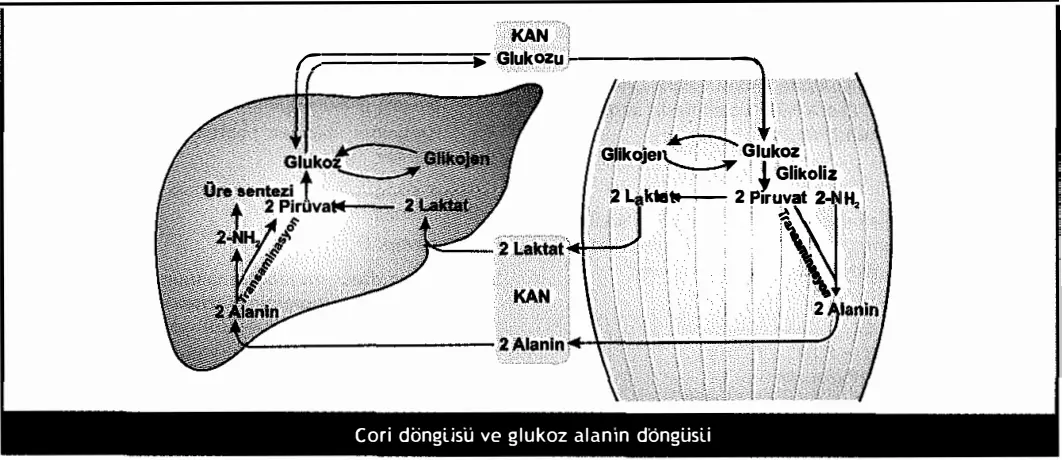 KAN
Glukozu
Glukoz
Glikojen
Üre sentezi
2 Pirüvat
2 Laktat
2-NH2
Transaminasyon
2 Alanin
2 Laktat
KAN
2 Alanin
Glikojen
Glukoz
Glikoliz
2 Laktat
2 Piruvat
2-NH2
Transaminasyon
2 Alanin
Cori döngüsü ve glukoz alanin döngüsü